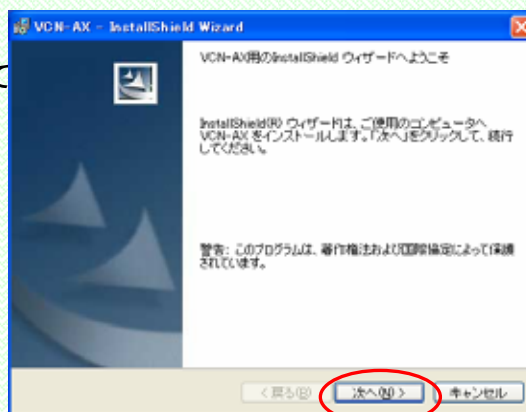 VCN-AX - InstallShield Wizard
VCN-AX用のInstallShield ウィザードへようこそ
InstallShield(R) ウィザードは、ご使用のコンピュータへ
VCN-AX をインストールします。「次へ」をクリックして、続行
してください。
警告: このプログラムは、著作権法および国際協定によって保護
されています。
< 戻る(B) 次へ(N) > キャンセル